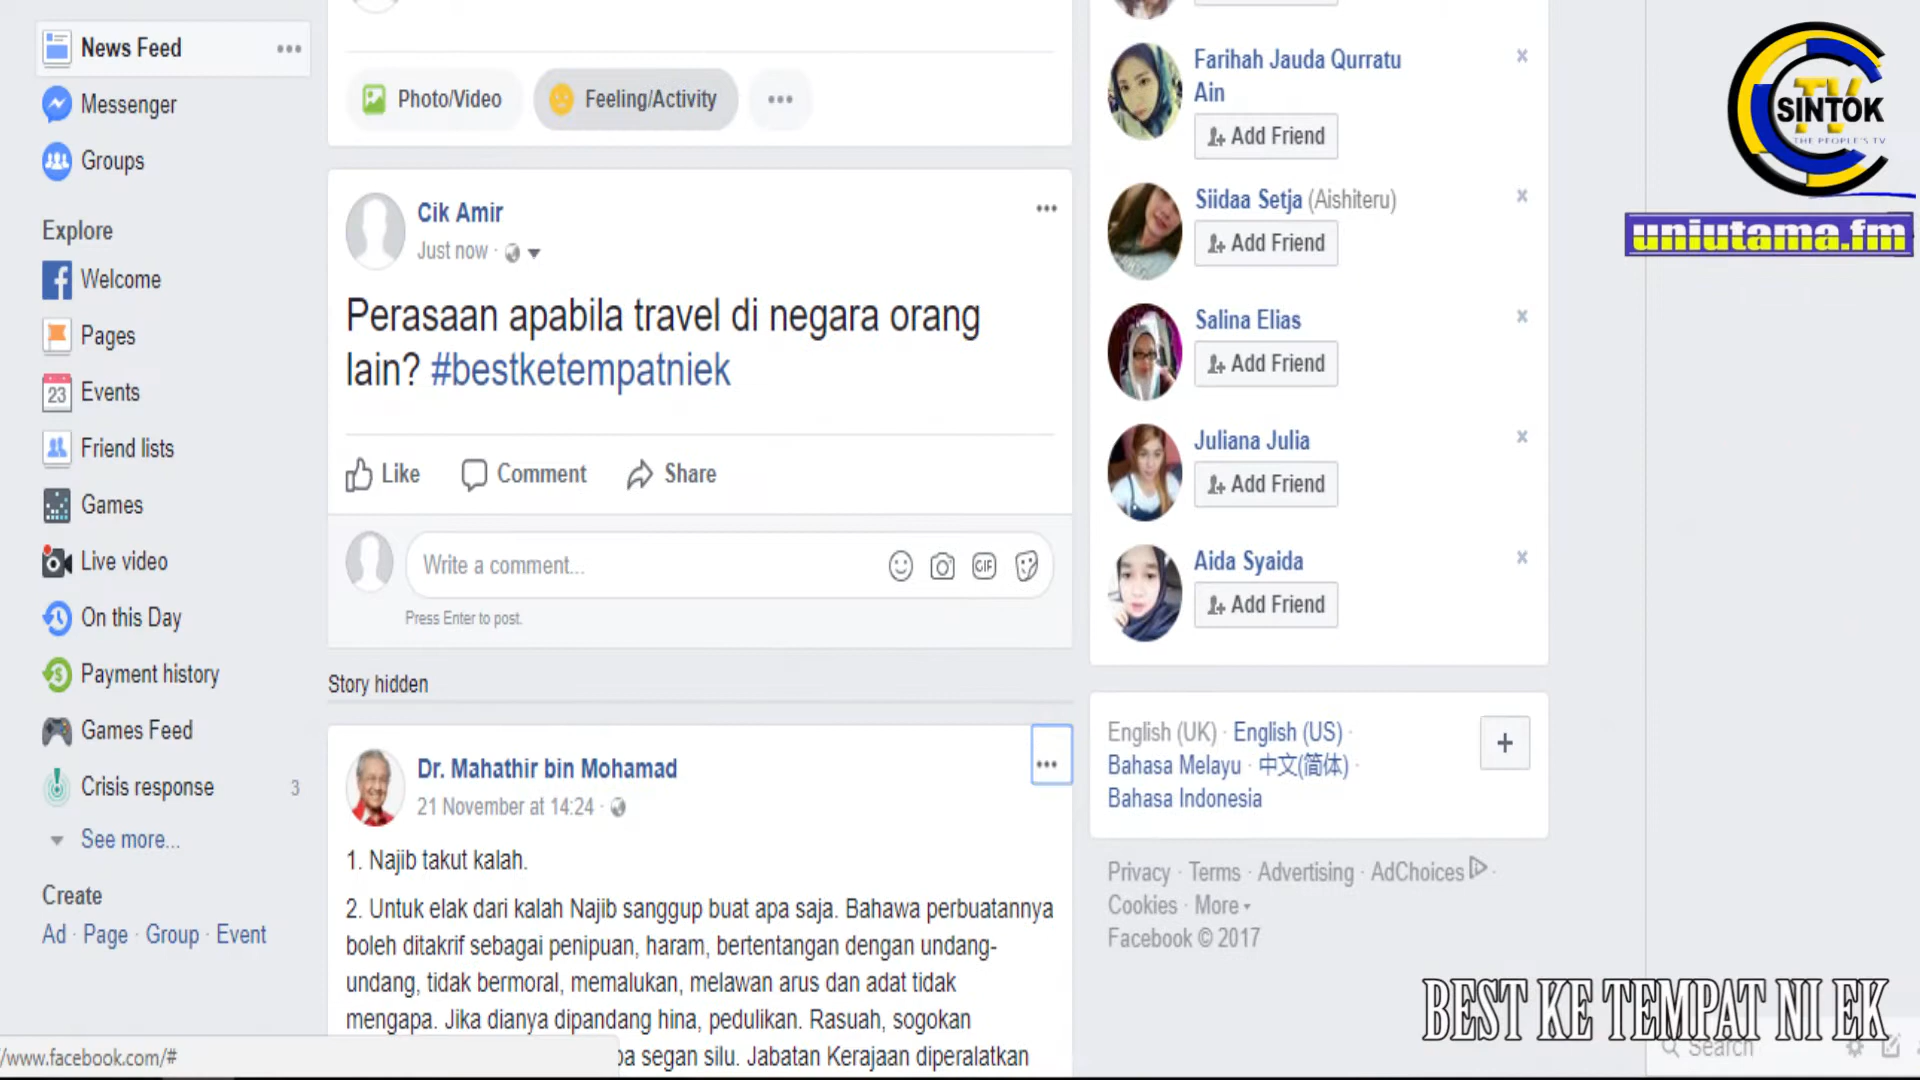 News Feed
Messenger
Groups
Explore
Welcome
Pages
23
Events
Friend lists
Games
Live video
On this Day
Payment history
Games Feed
Crisis response 3
See more...
Create
Ad · Page · Group · Event
/www.facebook.com/#
Photo/Video
Feeling/Activity
Cik Amir
Just now ·
Perasaan apabila travel di negara orang
lain? #bestketempatniek
Like
Comment
Share
Write a comment...
GIF
Press Enter to post.
Story hidden
Dr. Mahathir bin Mohamad
21 November at 14:24 ·
1. Najib takut kalah.
2. Untuk elak dari kalah Najib sanggup buat apa saja. Bahawa perbuatannya
boleh ditakrif sebagai penipuan, haram, bertentangan dengan undang-
undang, tidak bermoral, memalukan, melawan arus dan adat tidak
mengapa. Jika dianya dipandang hina, pedulikan. Rasuah, sogokan
segan silu. Jabatan Kerajaan diperalatkan
Farihah Jauda Qurratu
Ain
Add Friend
Siidaa Setja (Aishiteru)
Add Friend
Salina Elias
Add Friend
Juliana Julia
Add Friend
Aida Syaida
Add Friend
English (UK) · English (US) ·
Bahasa Melayu · 中文(简体) ·
Bahasa Indonesia
Privacy · Terms · Advertising · AdChoices ·
Cookies · More
Facebook © 2017
TV
SINTOK
THE PEOPLE'S TV
uniutama.fm
BEST KE TEMPAT NI EK
Search